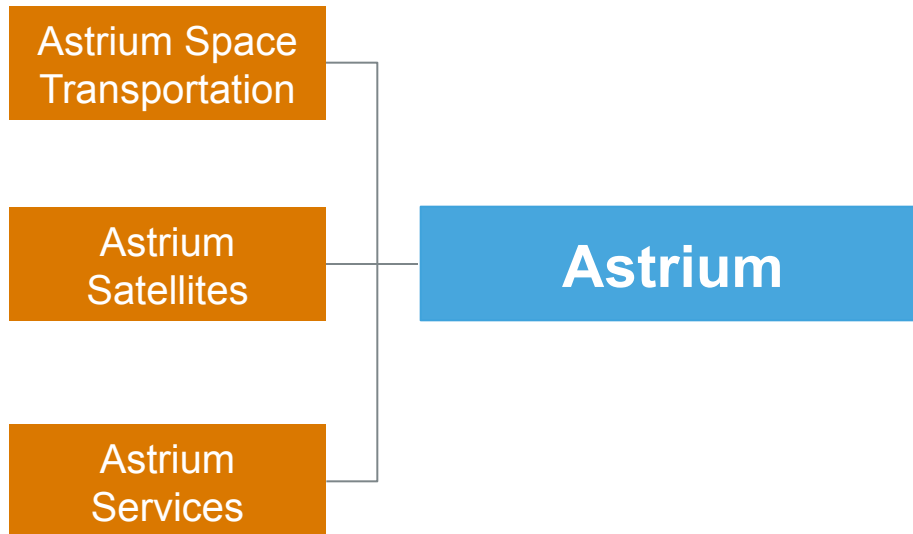 Astrium Space
Transportation
Astrium
Satellites
Astrium
Astrium
Services